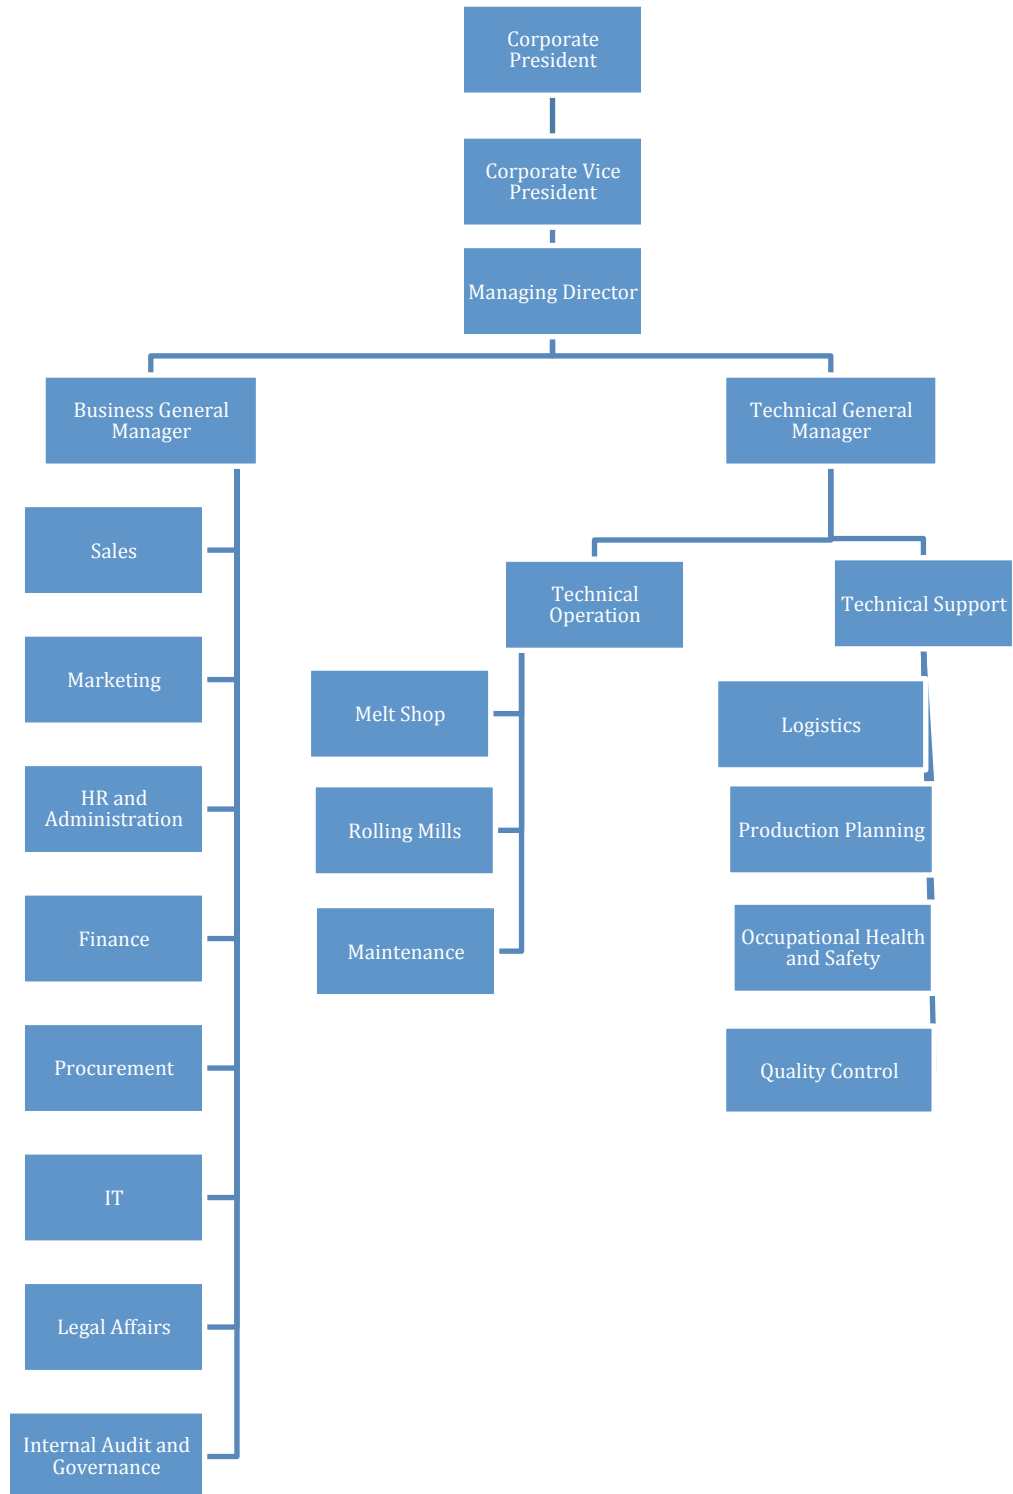 Corporate
President
Corporate Vice
President
Managing Director
Business General
Manager
Technical General
Manager
Sales
Marketing
HR and
Administration
Finance
Procurement
IT
Legal Affairs
Internal Audit and
Governance
Technical
Operation
Melt Shop
Rolling Mills
Maintenance
Technical Support
Logistics
Production Planning
Occupational Health
and Safety
Quality Control